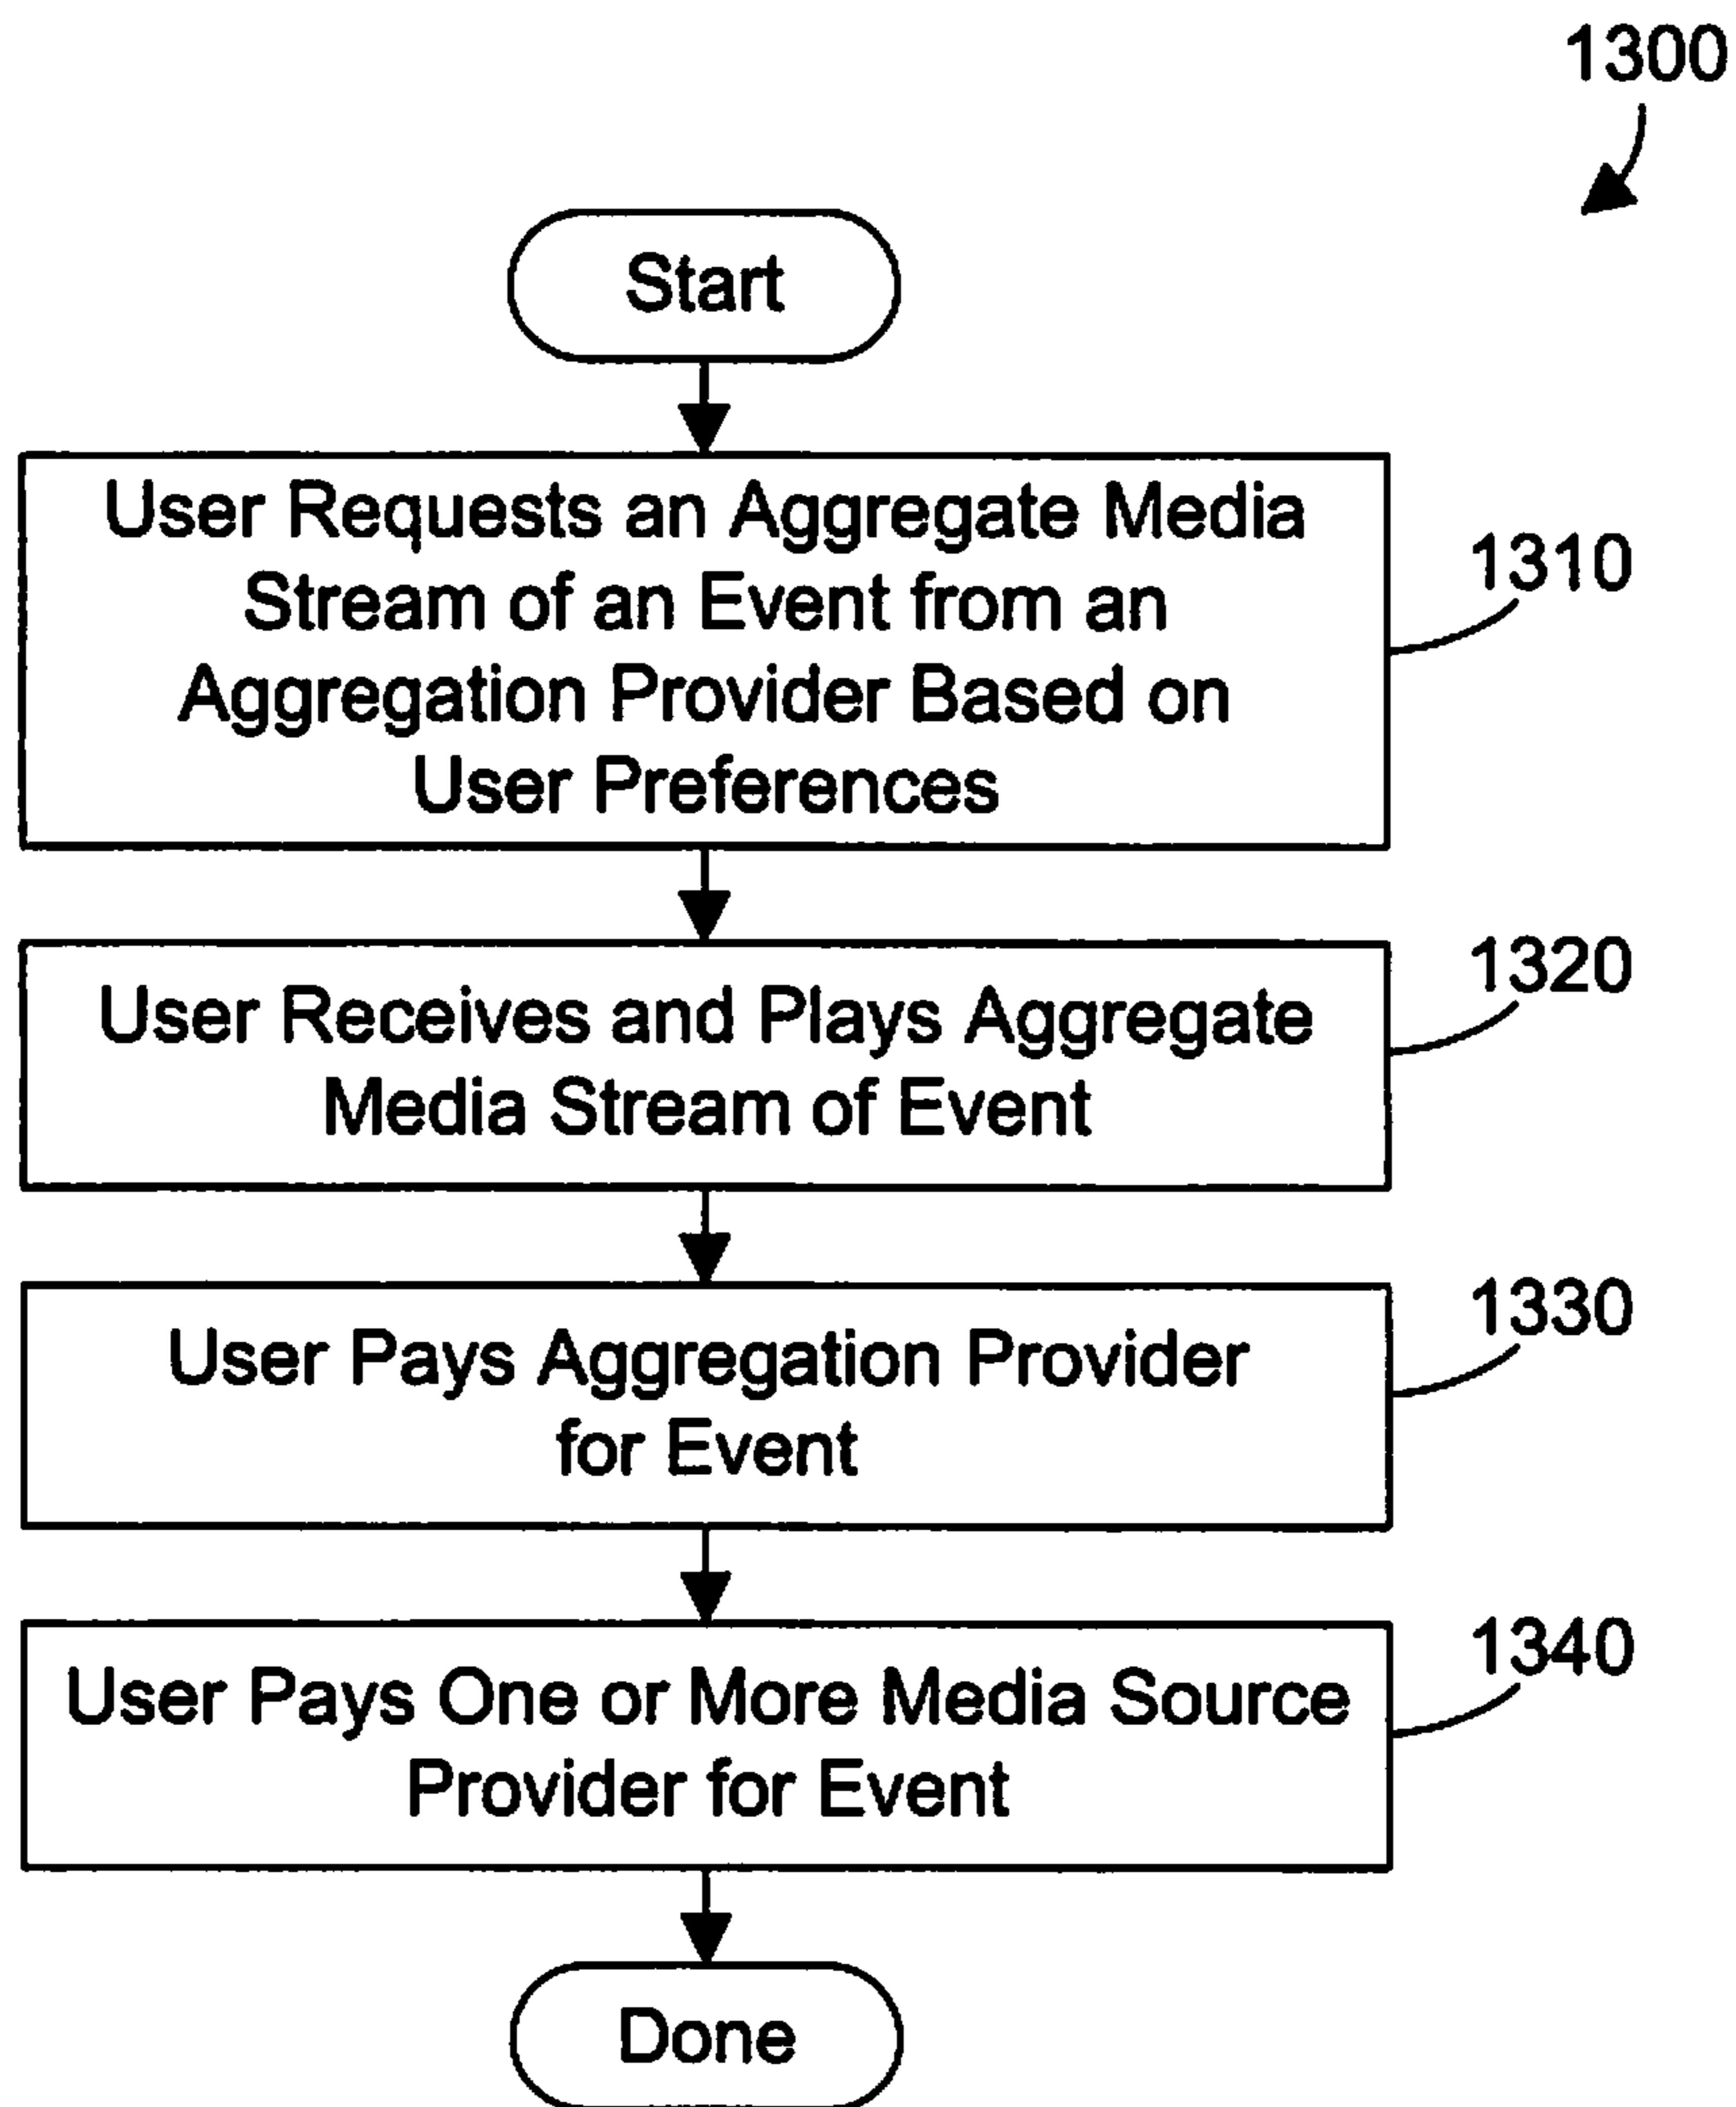 1300
Start
User Requests an Aggregate Media
Stream of an Event from an
Aggregation Provider Based on
User Preferences
1310
User Receives and Plays Aggregate
Media Stream of Event
1320
User Pays Aggregation Provider
for Event
1330
User Pays One or More Media Source
Provider for Event
1340
Done